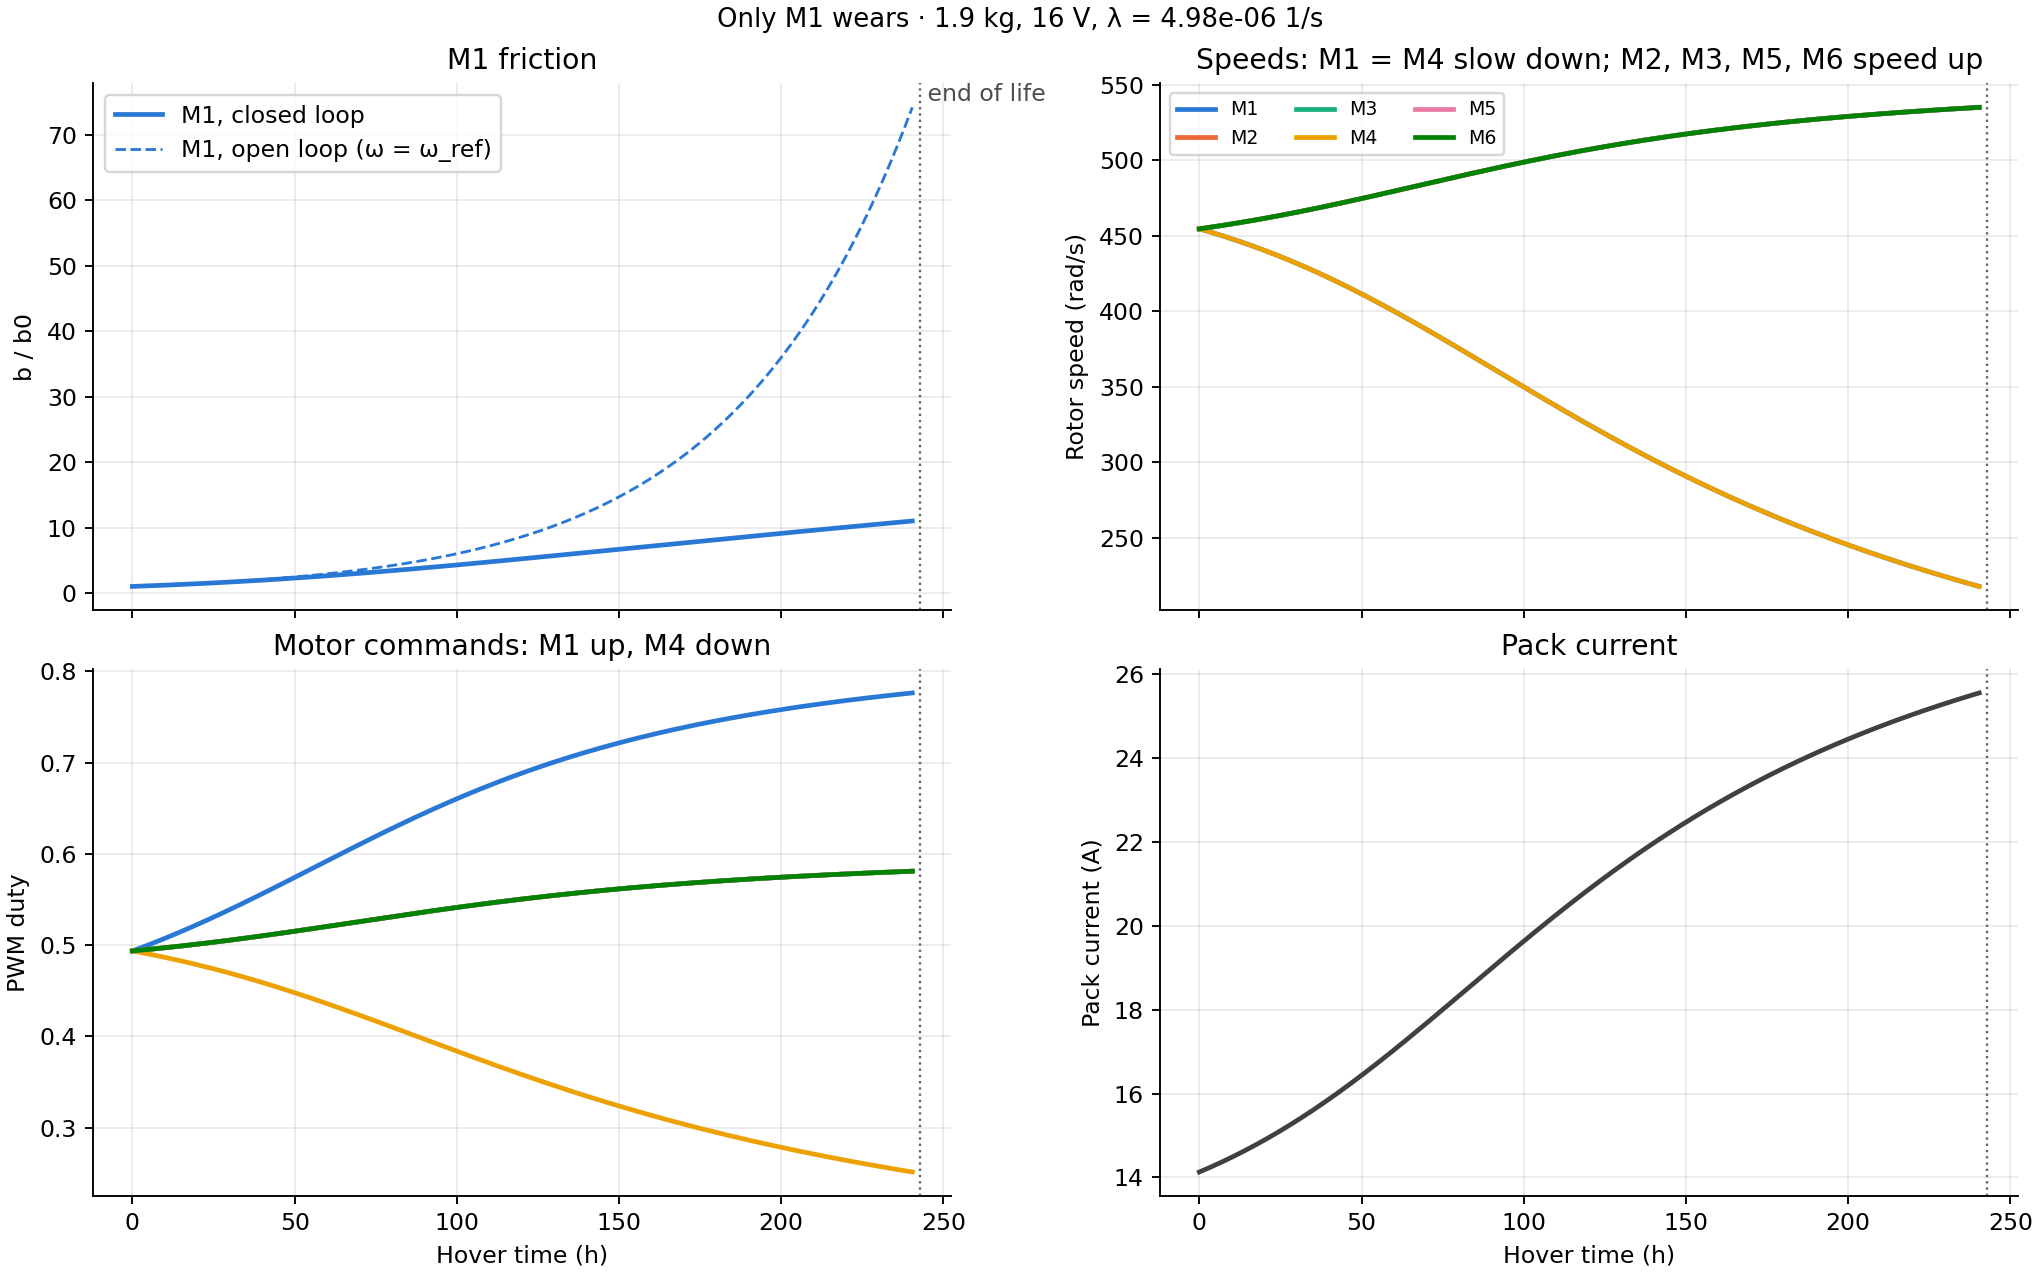 Only M1 wears · 1.9 kg, 16 V, λ = 4.98e-06 1/s
M1 friction
end of life
M1, closed loop
M1, open loop (ω = ω_ref)
70
60
50
40
30
20
10
0
b / b0
Speeds: M1 = M4 slow down; M2, M3, M5, M6 speed up
M1 M3 M5
M2 M4 M6
550
500
450
400
350
300
250
Rotor speed (rad/s)
Motor commands: M1 up, M4 down
0.8
0.7
0.6
0.5
0.4
0.3
PWM duty
0 50 100 150 200 250
Hover time (h)
Pack current
26
24
22
20
18
16
14
Pack current (A)
0 50 100 150 200 250
Hover time (h)